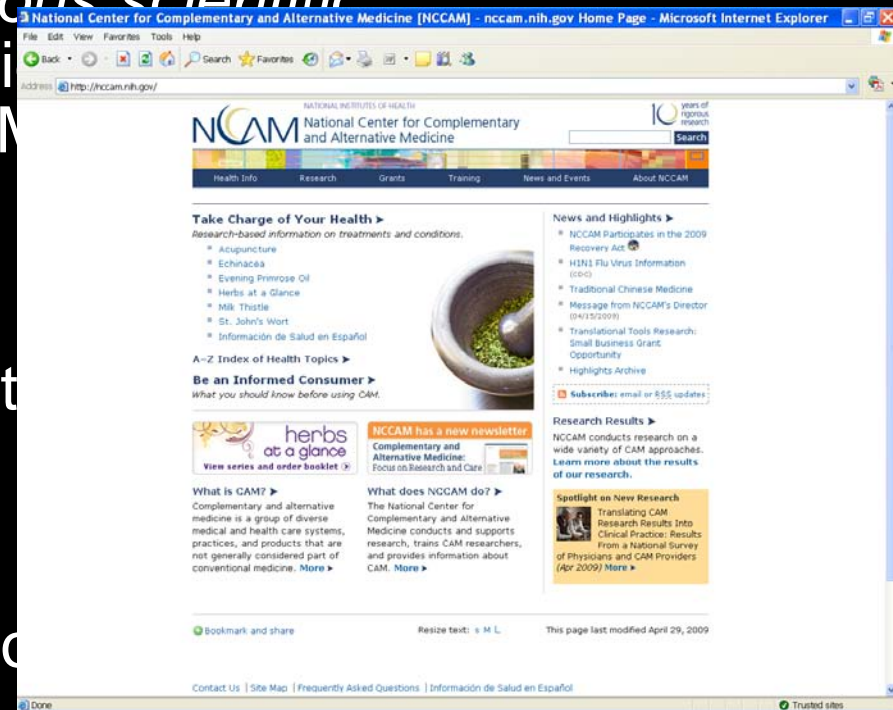 National Center for Complementary and Alternative Medicine [NCCAM] - nccam.nih.gov Home Page - Microsoft Internet Explorer
File Edit View Favorites Tools Help
Back Search Favorites
Address http://nccam.nih.gov/
NATIONAL INSTITUTES OF HEALTH
NCCAM National Center for Complementary
and Alternative Medicine
10 years of
rigorous
research
Search
Health Info Research Grants Training News and Events About NCCAM
Take Charge of Your Health ►
Research-based information on treatments and conditions.
Acupuncture
Echinacea
Evening Primrose Oil
Herbs at a Glance
Milk Thistle
St. John's Wort
Información de Salud en Español
A–Z Index of Health Topics ►
Be an Informed Consumer ►
What you should know before using CAM.
herbs
at a glance
View series and order booklet
NCCAM has a new newsletter
Complementary and
Alternative Medicine:
Focus on Research and Care
What is CAM? ►
Complementary and alternative
medicine is a group of diverse
medical and health care systems,
practices, and products that are
not generally considered part of
conventional medicine. More ►
What does NCCAM do? ►
The National Center for
Complementary and Alternative
Medicine conducts and supports
research, trains CAM researchers,
and provides information about
CAM. More ►
News and Highlights ►
NCCAM Participates in the 2009
Recovery Act
H1N1 Flu Virus Information
(CDC)
Traditional Chinese Medicine
Message from NCCAM's Director
(04/15/2009)
Translational Tools Research:
Small Business Grant
Opportunity
Highlights Archive
Subscribe: email or RSS updates
Research Results ►
NCCAM conducts research on a
wide variety of CAM approaches.
Learn more about the results
of our research.
Spotlight on New Research
Translating CAM
Research Results Into
Clinical Practice: Results
From a National Survey
of Physicians and CAM Providers
(Apr 2009) More ►
Bookmark and share Resize text: S M L This page last modified April 29, 2009
Contact Us | Site Map | Frequently Asked Questions | Información de Salud en Español
Done Trusted sites